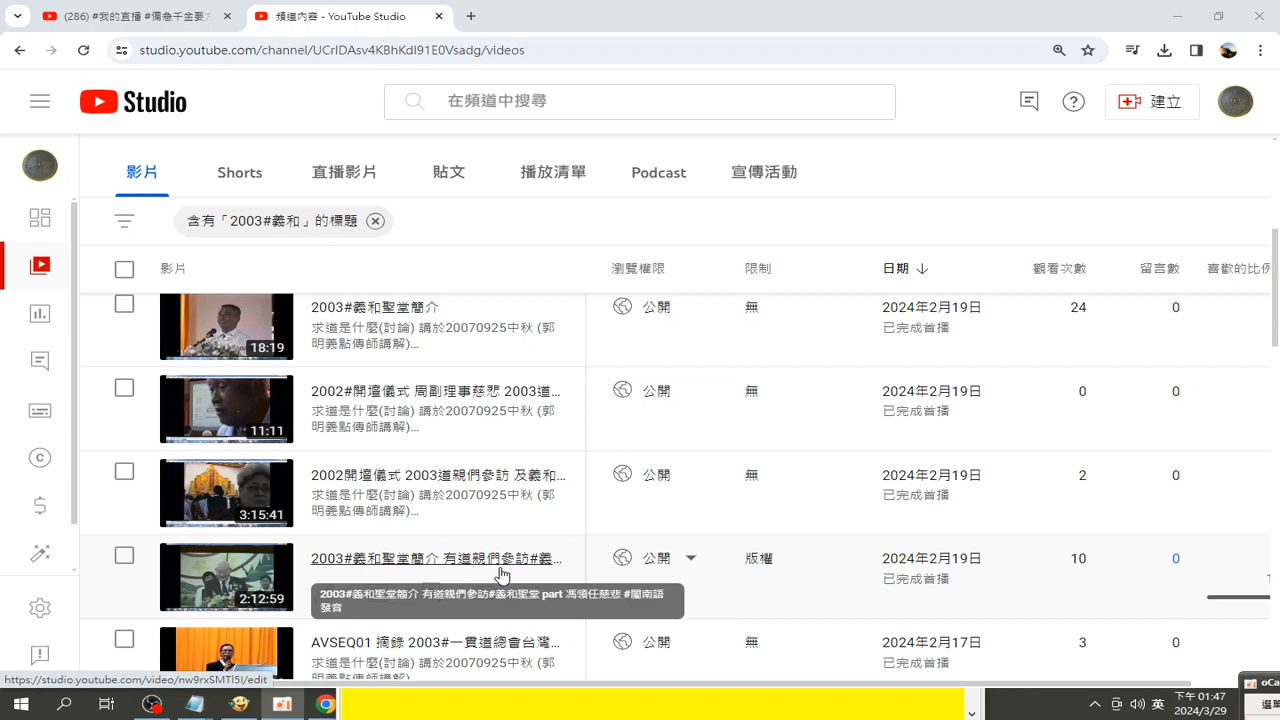 (286) #我的直播 #備急千金要方
頻道內容 - YouTube Studio
studio.youtube.com/channel/UCrIDAsv4KBhKdI91E0Vsadg/videos
Studio
在頻道中搜尋
建立
影片
Shorts
直播影片
貼文
播放清單
Podcast
宣傳活動
含有「2003#義和」的標題
影片
瀏覽權限
限制
日期
觀看次數
留言數
喜歡的比例
2003#義和聖堂簡介
求道是什麼(討論) 講於20070925中秋 (郭
明義點傳師講解)...
18:19
公開
無
2024年2月19日
已完成首播
24
0
2002#開壇儀式 周副理事慈悲 2003道...
求道是什麼(討論) 講於20070925中秋 (郭
明義點傳師講解)...
11:11
公開
無
2024年2月19日
已完成首播
0
0
2002開壇儀式 2003道親們參訪 及義和...
求道是什麼(討論) 講於20070925中秋 (郭
明義點傳師講解)...
3:15:41
公開
無
2024年2月19日
已完成首播
2
0
2003#義和聖堂簡介 有道親們參訪#義...
2003#義和聖堂簡介 有道親們參訪#義和聖堂 part 馮領任慈悲 #閩南語
發音
2:12:59
公開
版權
2024年2月19日
已完成首播
10
0
AVSEQ01 摘錄 2003#一貫道總會台灣...
求道是什麼(討論) 講於20070925中秋 (郭
公開
無
2024年2月17日
已完成首播
3
0
https://studio.youtube.com/video/nw9rxSMTl5I/edit
oCa
選單
英
下午 01:47
2024/3/29